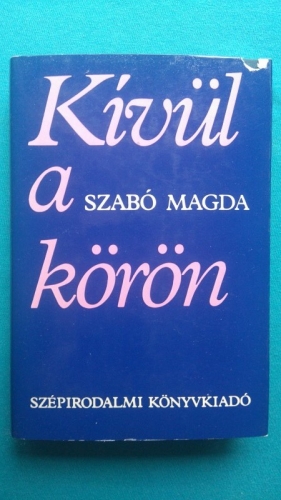 Kívül
a SZABÓ MAGDA
körön
SZÉPIRODALMI KÖNYVKIADÓ